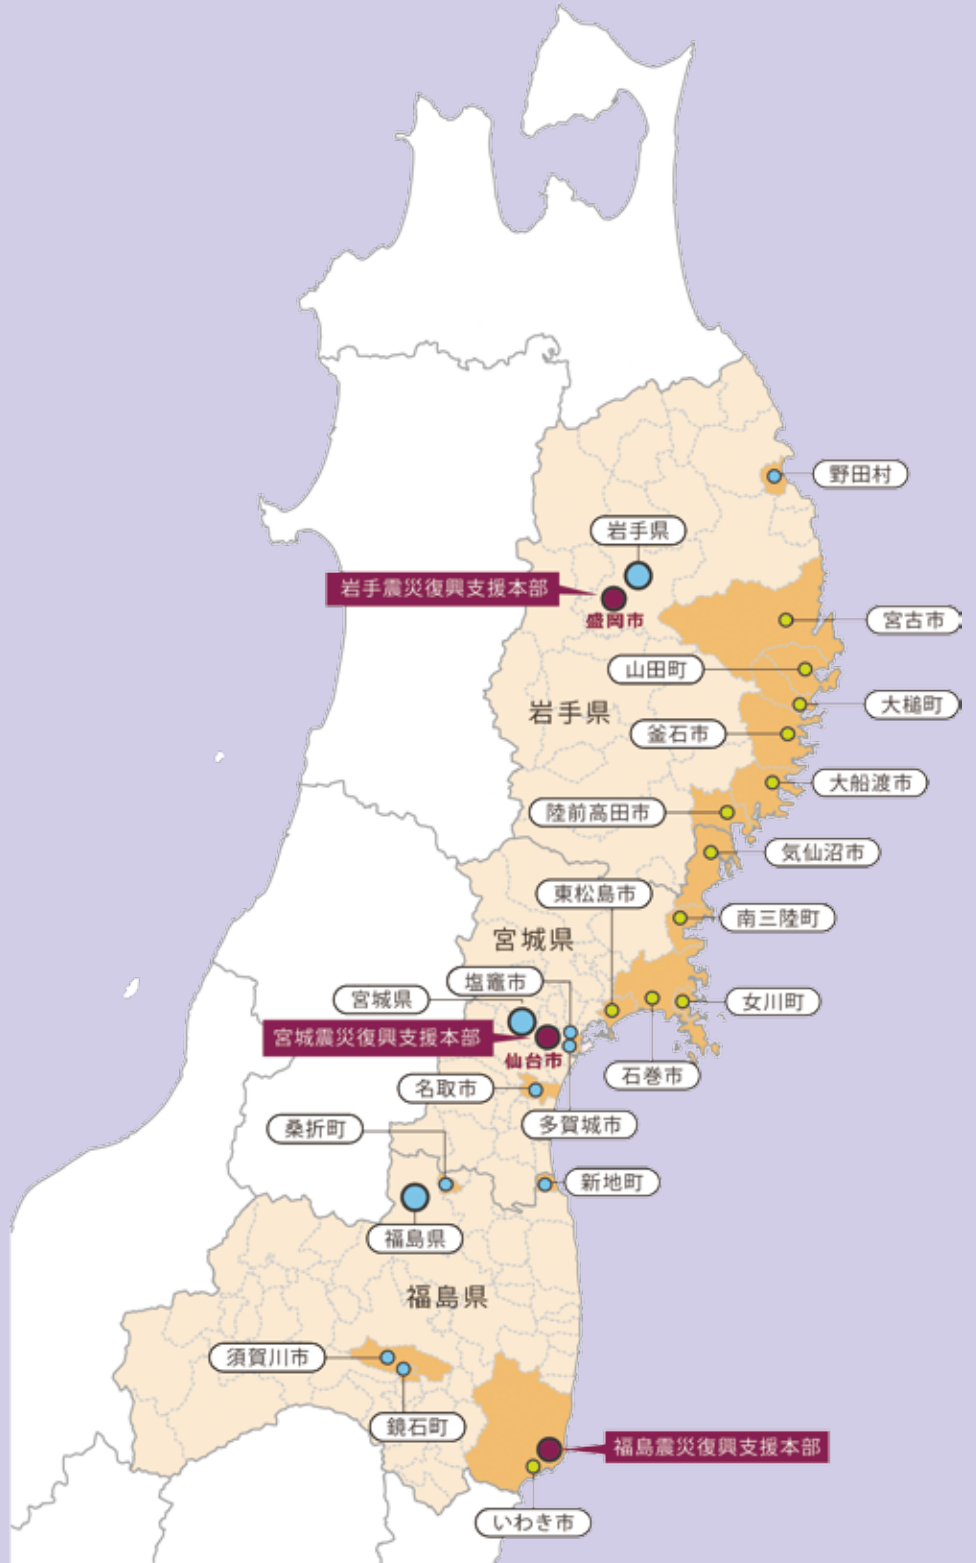 野田村
岩手県
岩手震災復興支援本部
盛岡市
宮古市
山田町
大槌町
岩手県
釜石市
大船渡市
陸前高田市
気仙沼市
東松島市
南三陸町
宮城県
塩竈市
宮城県
女川町
宮城震災復興支援本部
仙台市
石巻市
名取市
多賀城市
桑折町
新地町
福島県
福島県
須賀川市
鏡石町
福島震災復興支援本部
いわき市